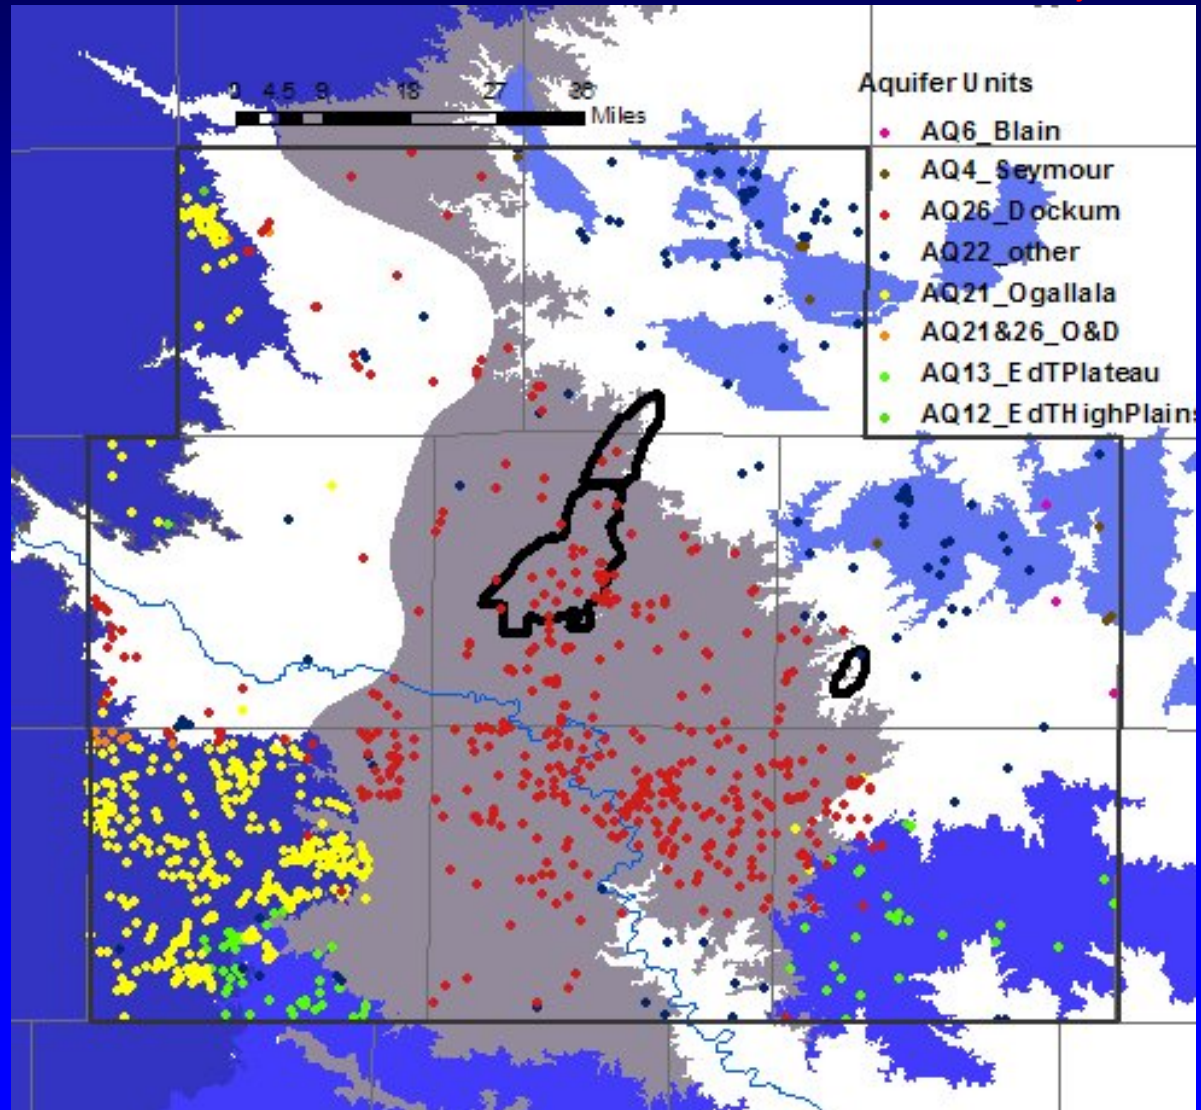 0 4.5 9 18 27 36
Miles
Aquifer Units
AQ6_Blain
AQ4_Seymour
AQ26_Dockum
AQ22_other
AQ21_Ogallala
AQ21&26_O&D
AQ13_EdTPlateau
AQ12_EdTHighPlains